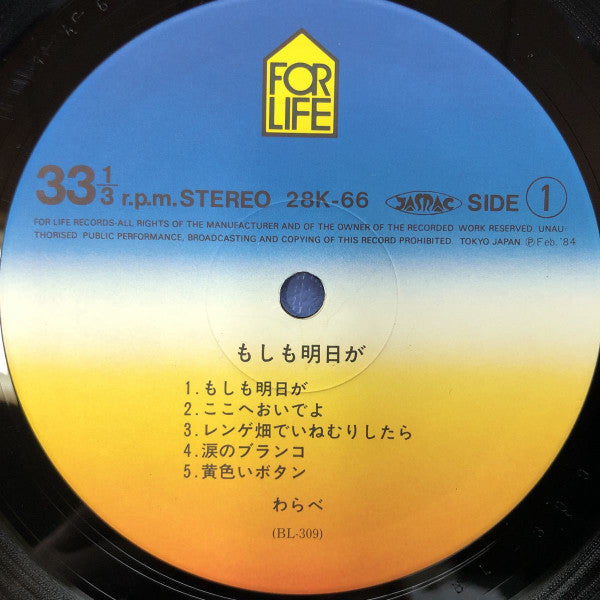 FOR
LIFE
33 1/3 r.p.m. STEREO 28K-66 JASRAC SIDE 1
FOR LIFE RECORDS-ALL RIGHTS OF THE MANUFACTURER AND OF THE OWNER OF THE RECORDED WORK RESERVED. UNAU-
THORISED PUBLIC PERFORMANCE, BROADCASTING AND COPYING OF THIS RECORD PROHIBITED. TOKYO JAPAN ⓅFeb.'84
もしも明日が
1.もしも明日が
2.ここへおいでよ
3.レンゲ畑でいねむりしたら
4.涙のブランコ
5.黄色いボタン
わらべ
(BL-309)